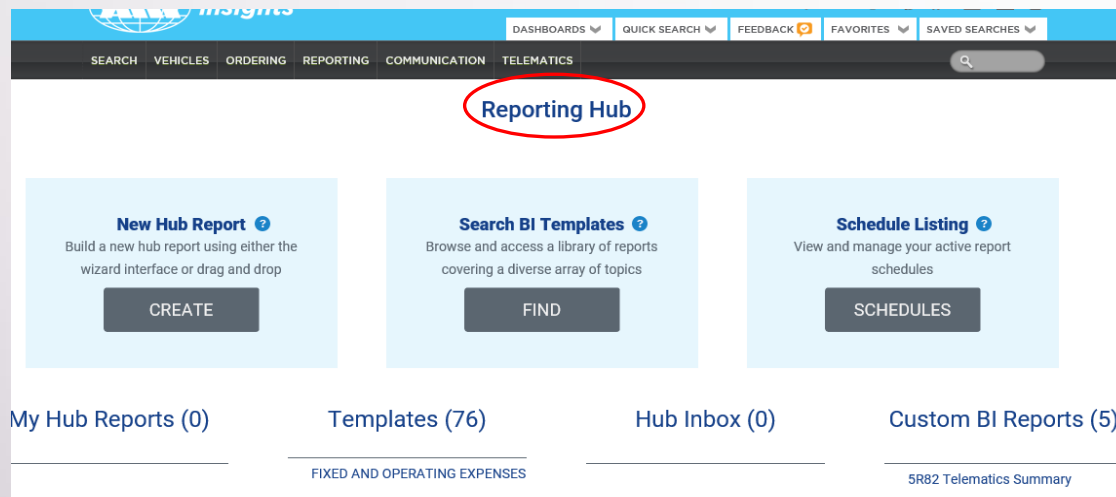 Insights
DASHBOARDS QUICK SEARCH FEEDBACK FAVORITES SAVED SEARCHES
SEARCH VEHICLES ORDERING REPORTING COMMUNICATION TELEMATICS
Reporting Hub
New Hub Report ?
Build a new hub report using either the
wizard interface or drag and drop
CREATE
Search BI Templates ?
Browse and access a library of reports
covering a diverse array of topics
FIND
Schedule Listing ?
View and manage your active report
schedules
SCHEDULES
My Hub Reports (0)
Templates (76)
FIXED AND OPERATING EXPENSES
Hub Inbox (0)
Custom BI Reports (5)
5R82 Telematics Summary